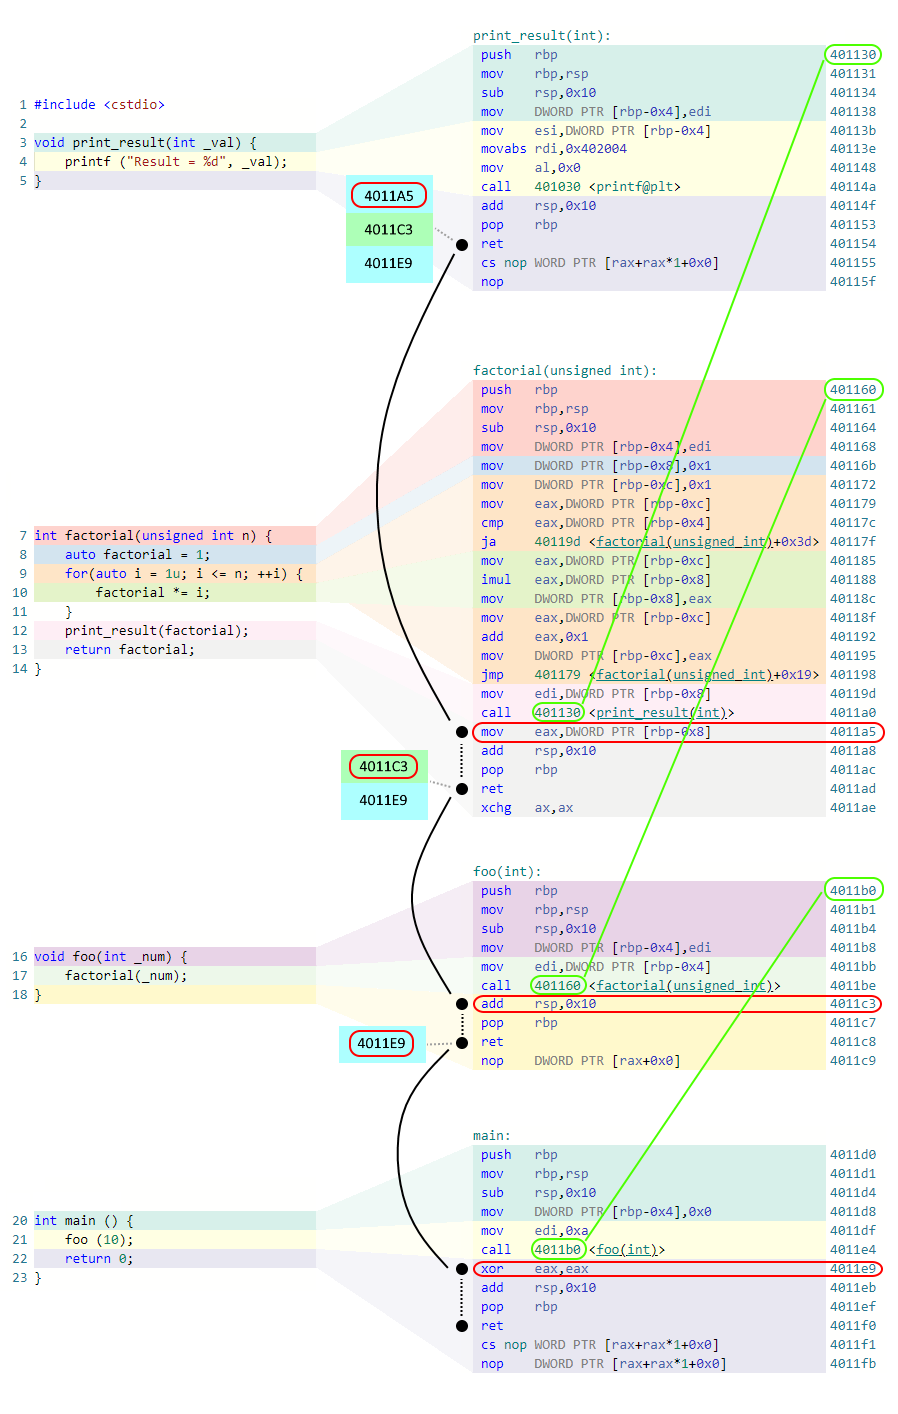 print_result(int):
push rbp 401130
mov rbp,rsp 401131
sub rsp,0x10 401134
mov DWORD PTR [rbp-0x4],edi 401138
mov esi,DWORD PTR [rbp-0x4] 40113b
movabs rdi,0x402004 40113e
mov al,0x0 401148
call 401030 <printf@plt> 40114a
add rsp,0x10 40114f
pop rbp 401153
ret 401154
cs nop WORD PTR [rax+rax*1+0x0] 401155
nop 40115f
1 #include <cstdio>
2
3 void print_result(int _val) {
4 printf ("Result = %d", _val);
5 }
4011A5
4011C3
4011E9
factorial(unsigned int):
push rbp 401160
mov rbp,rsp 401161
sub rsp,0x10 401164
mov DWORD PTR [rbp-0x4],edi 401168
mov DWORD PTR [rbp-0x8],0x1 40116b
mov DWORD PTR [rbp-0xc],0x1 401172
mov eax,DWORD PTR [rbp-0xc] 401179
cmp eax,DWORD PTR [rbp-0x4] 40117c
ja 40119d <factorial(unsigned_int)+0x3d> 40117f
mov eax,DWORD PTR [rbp-0xc] 401185
imul eax,DWORD PTR [rbp-0x8] 401188
mov DWORD PTR [rbp-0x8],eax 40118c
mov eax,DWORD PTR [rbp-0xc] 40118f
add eax,0x1 401192
mov DWORD PTR [rbp-0xc],eax 401195
jmp 401179 <factorial(unsigned_int)+0x19> 401198
mov edi,DWORD PTR [rbp-0x8] 40119d
call 401130 <print_result(int)> 4011a0
mov eax,DWORD PTR [rbp-0x8] 4011a5
add rsp,0x10 4011a8
pop rbp 4011ac
ret 4011ad
xchg ax,ax 4011ae
7 int factorial(unsigned int n) {
8 auto factorial = 1;
9 for(auto i = 1u; i <= n; ++i) {
10 factorial *= i;
11 }
12 print_result(factorial);
13 return factorial;
14 }
4011C3
4011E9
foo(int):
push rbp 4011b0
mov rbp,rsp 4011b1
sub rsp,0x10 4011b4
mov DWORD PTR [rbp-0x4],edi 4011b8
mov edi,DWORD PTR [rbp-0x4] 4011bb
call 401160 <factorial(unsigned_int)> 4011be
add rsp,0x10 4011c3
pop rbp 4011c7
ret 4011c8
nop DWORD PTR [rax+0x0] 4011c9
16 void foo(int _num) {
17 factorial(_num);
18 }
4011E9
main:
push rbp 4011d0
mov rbp,rsp 4011d1
sub rsp,0x10 4011d4
mov DWORD PTR [rbp-0x4],0x0 4011d8
mov edi,0xa 4011df
call 4011b0 <foo(int)> 4011e4
xor eax,eax 4011e9
add rsp,0x10 4011eb
pop rbp 4011ef
ret 4011f0
cs nop WORD PTR [rax+rax*1+0x0] 4011f1
nop DWORD PTR [rax+rax*1+0x0] 4011fb
20 int main () {
21 foo (10);
22 return 0;
23 }